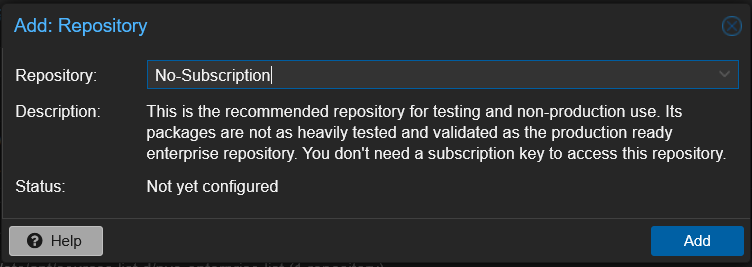 Add: Repository
Repository: No-Subscription
Description: This is the recommended repository for testing and non-production use. Its
packages are not as heavily tested and validated as the production ready
enterprise repository. You don't need a subscription key to access this repository.
Status: Not yet configured
Help Add